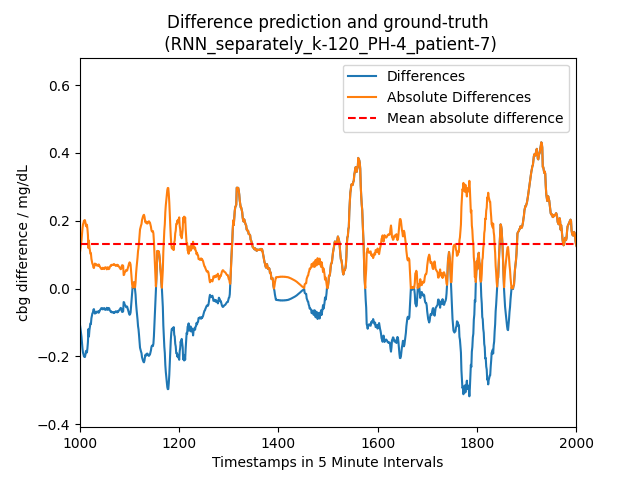 Difference prediction and ground-truth
(RNN_separately_k-120_PH-4_patient-7)
Differences
Absolute Differences
Mean absolute difference
cbg difference / mg/dL
0.6
0.4
0.2
0.0
−0.2
−0.4
1000 1200 1400 1600 1800 2000
Timestamps in 5 Minute Intervals